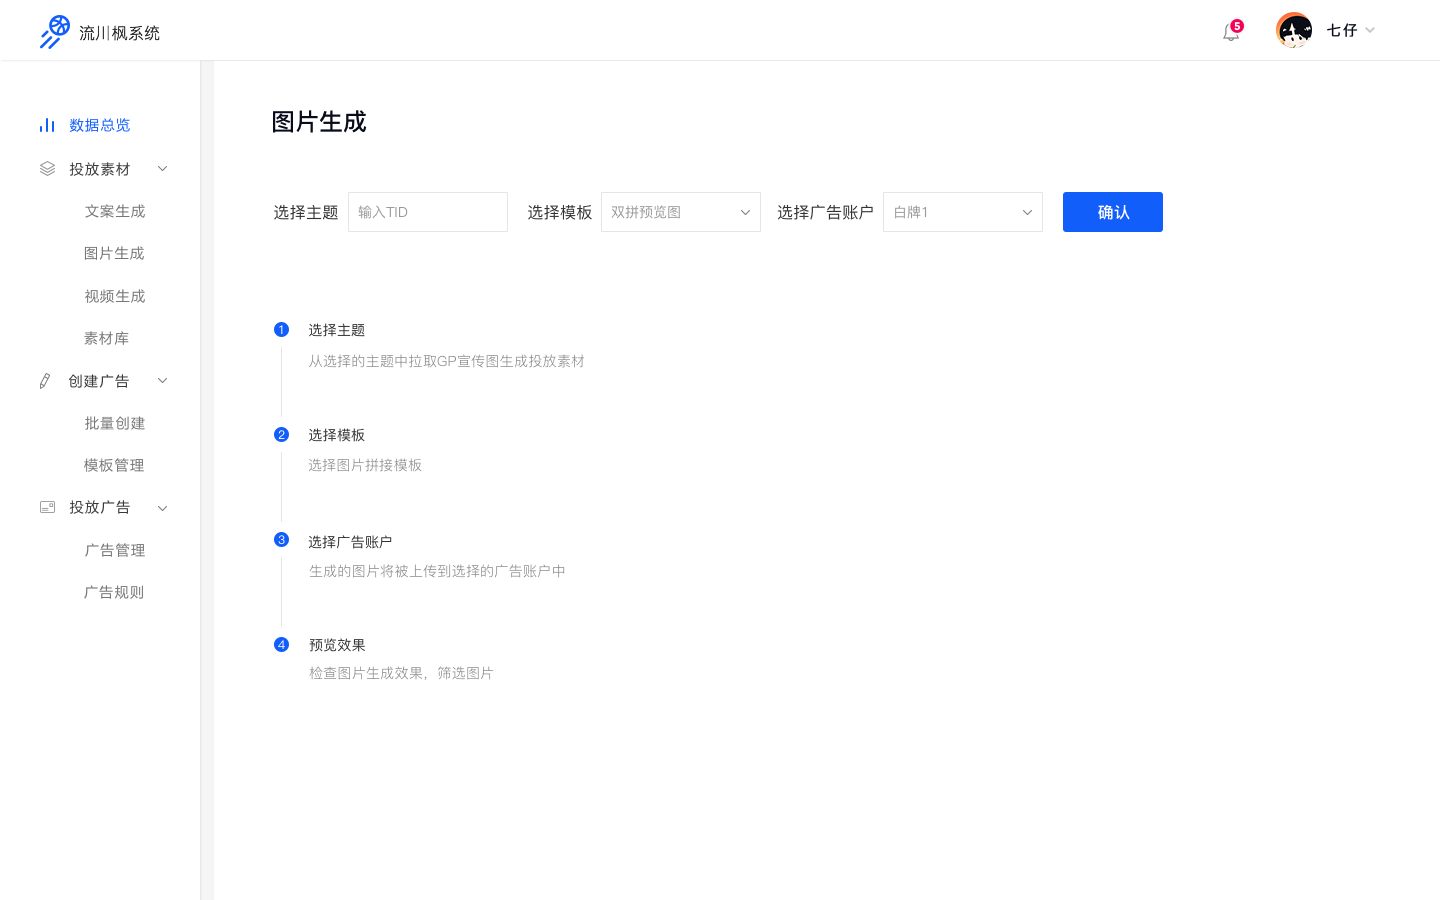 流川枫系统
5
七仔
数据总览
投放素材
文案生成
图片生成
视频生成
素材库
创建广告
批量创建
模板管理
投放广告
广告管理
广告规则
图片生成
选择主题 输入TID 选择模板 双拼预览图 选择广告账户 白牌1 确认
1 选择主题
从选择的主题中拉取GP宣传图生成投放素材
2 选择模板
选择图片拼接模板
3 选择广告账户
生成的图片将被上传到选择的广告账户中
4 预览效果
检查图片生成效果，筛选图片